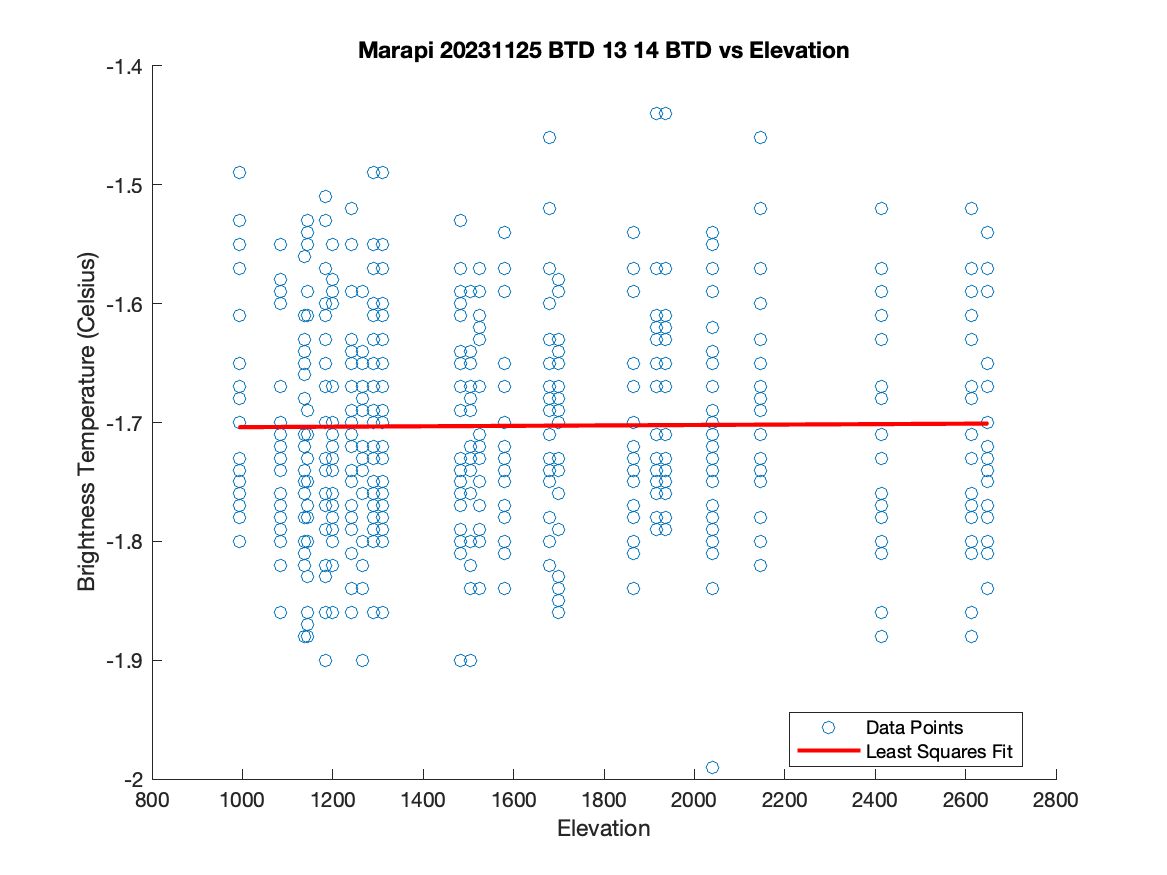 Marapi 20231125 BTD 13 14 BTD vs Elevation
-1.4
-1.5
-1.6
-1.7
-1.8
-1.9
-2
Brightness Temperature (Celsius)
Data Points
Least Squares Fit
800 1000 1200 1400 1600 1800 2000 2200 2400 2600 2800
Elevation